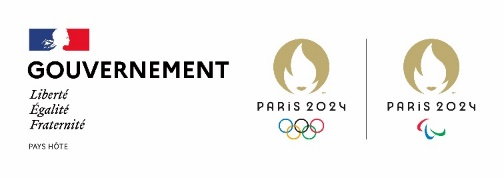 GOUVERNEMENT
Liberté
Égalité
Fraternité
PAYS HÔTE
PARIS 2024
PARIS 2024